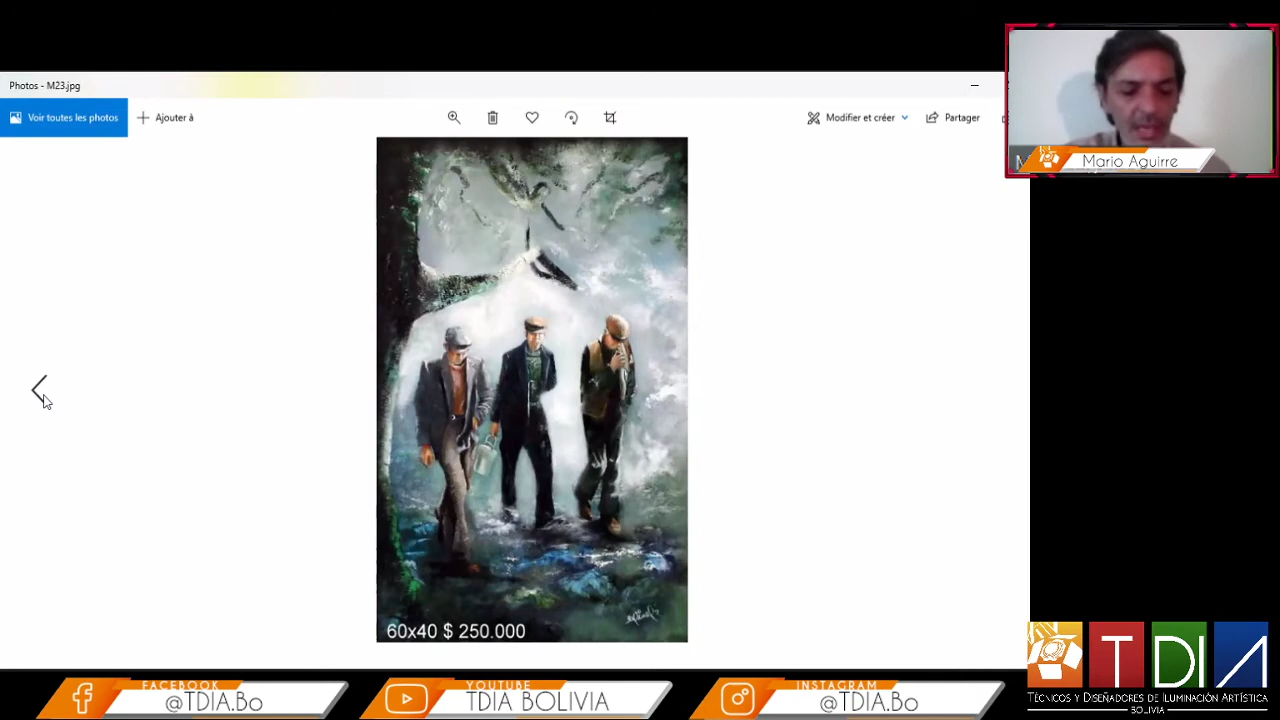 Photos - M23.jpg
Voir toutes les photos
Ajouter à
Modifier et créer
Partager
Mario Aguirre
60x40 $ 250.000
FACEBOOK
@TDIA.Bo
YOUTUBE
TDIA BOLIVIA
INSTAGRAM
@TDIA.Bo
TDIA
TÉCNICOS Y DISEÑADORES DE ILUMINACIÓN ARTÍSTICA
BOLIVIA